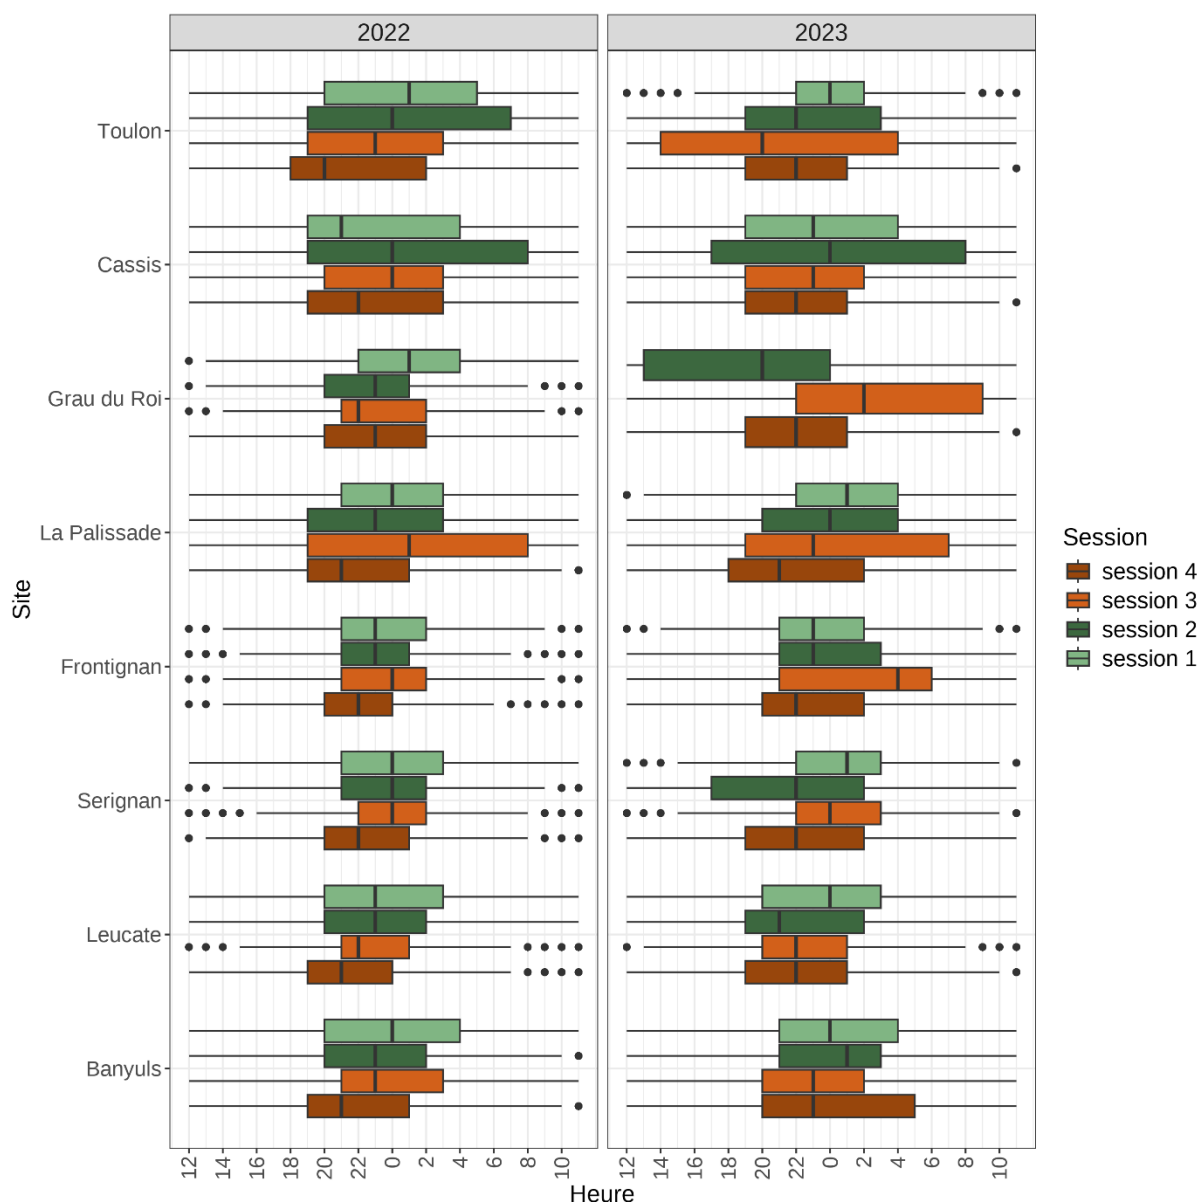 2022
2023
Toulon
Cassis
Grau du Roi
La Palissade
Frontignan
Serignan
Leucate
Banyuls
Site
12 14 16 18 20 22 0 2 4 6 8 10
12 14 16 18 20 22 0 2 4 6 8 10
Heure
Session
session 4
session 3
session 2
session 1